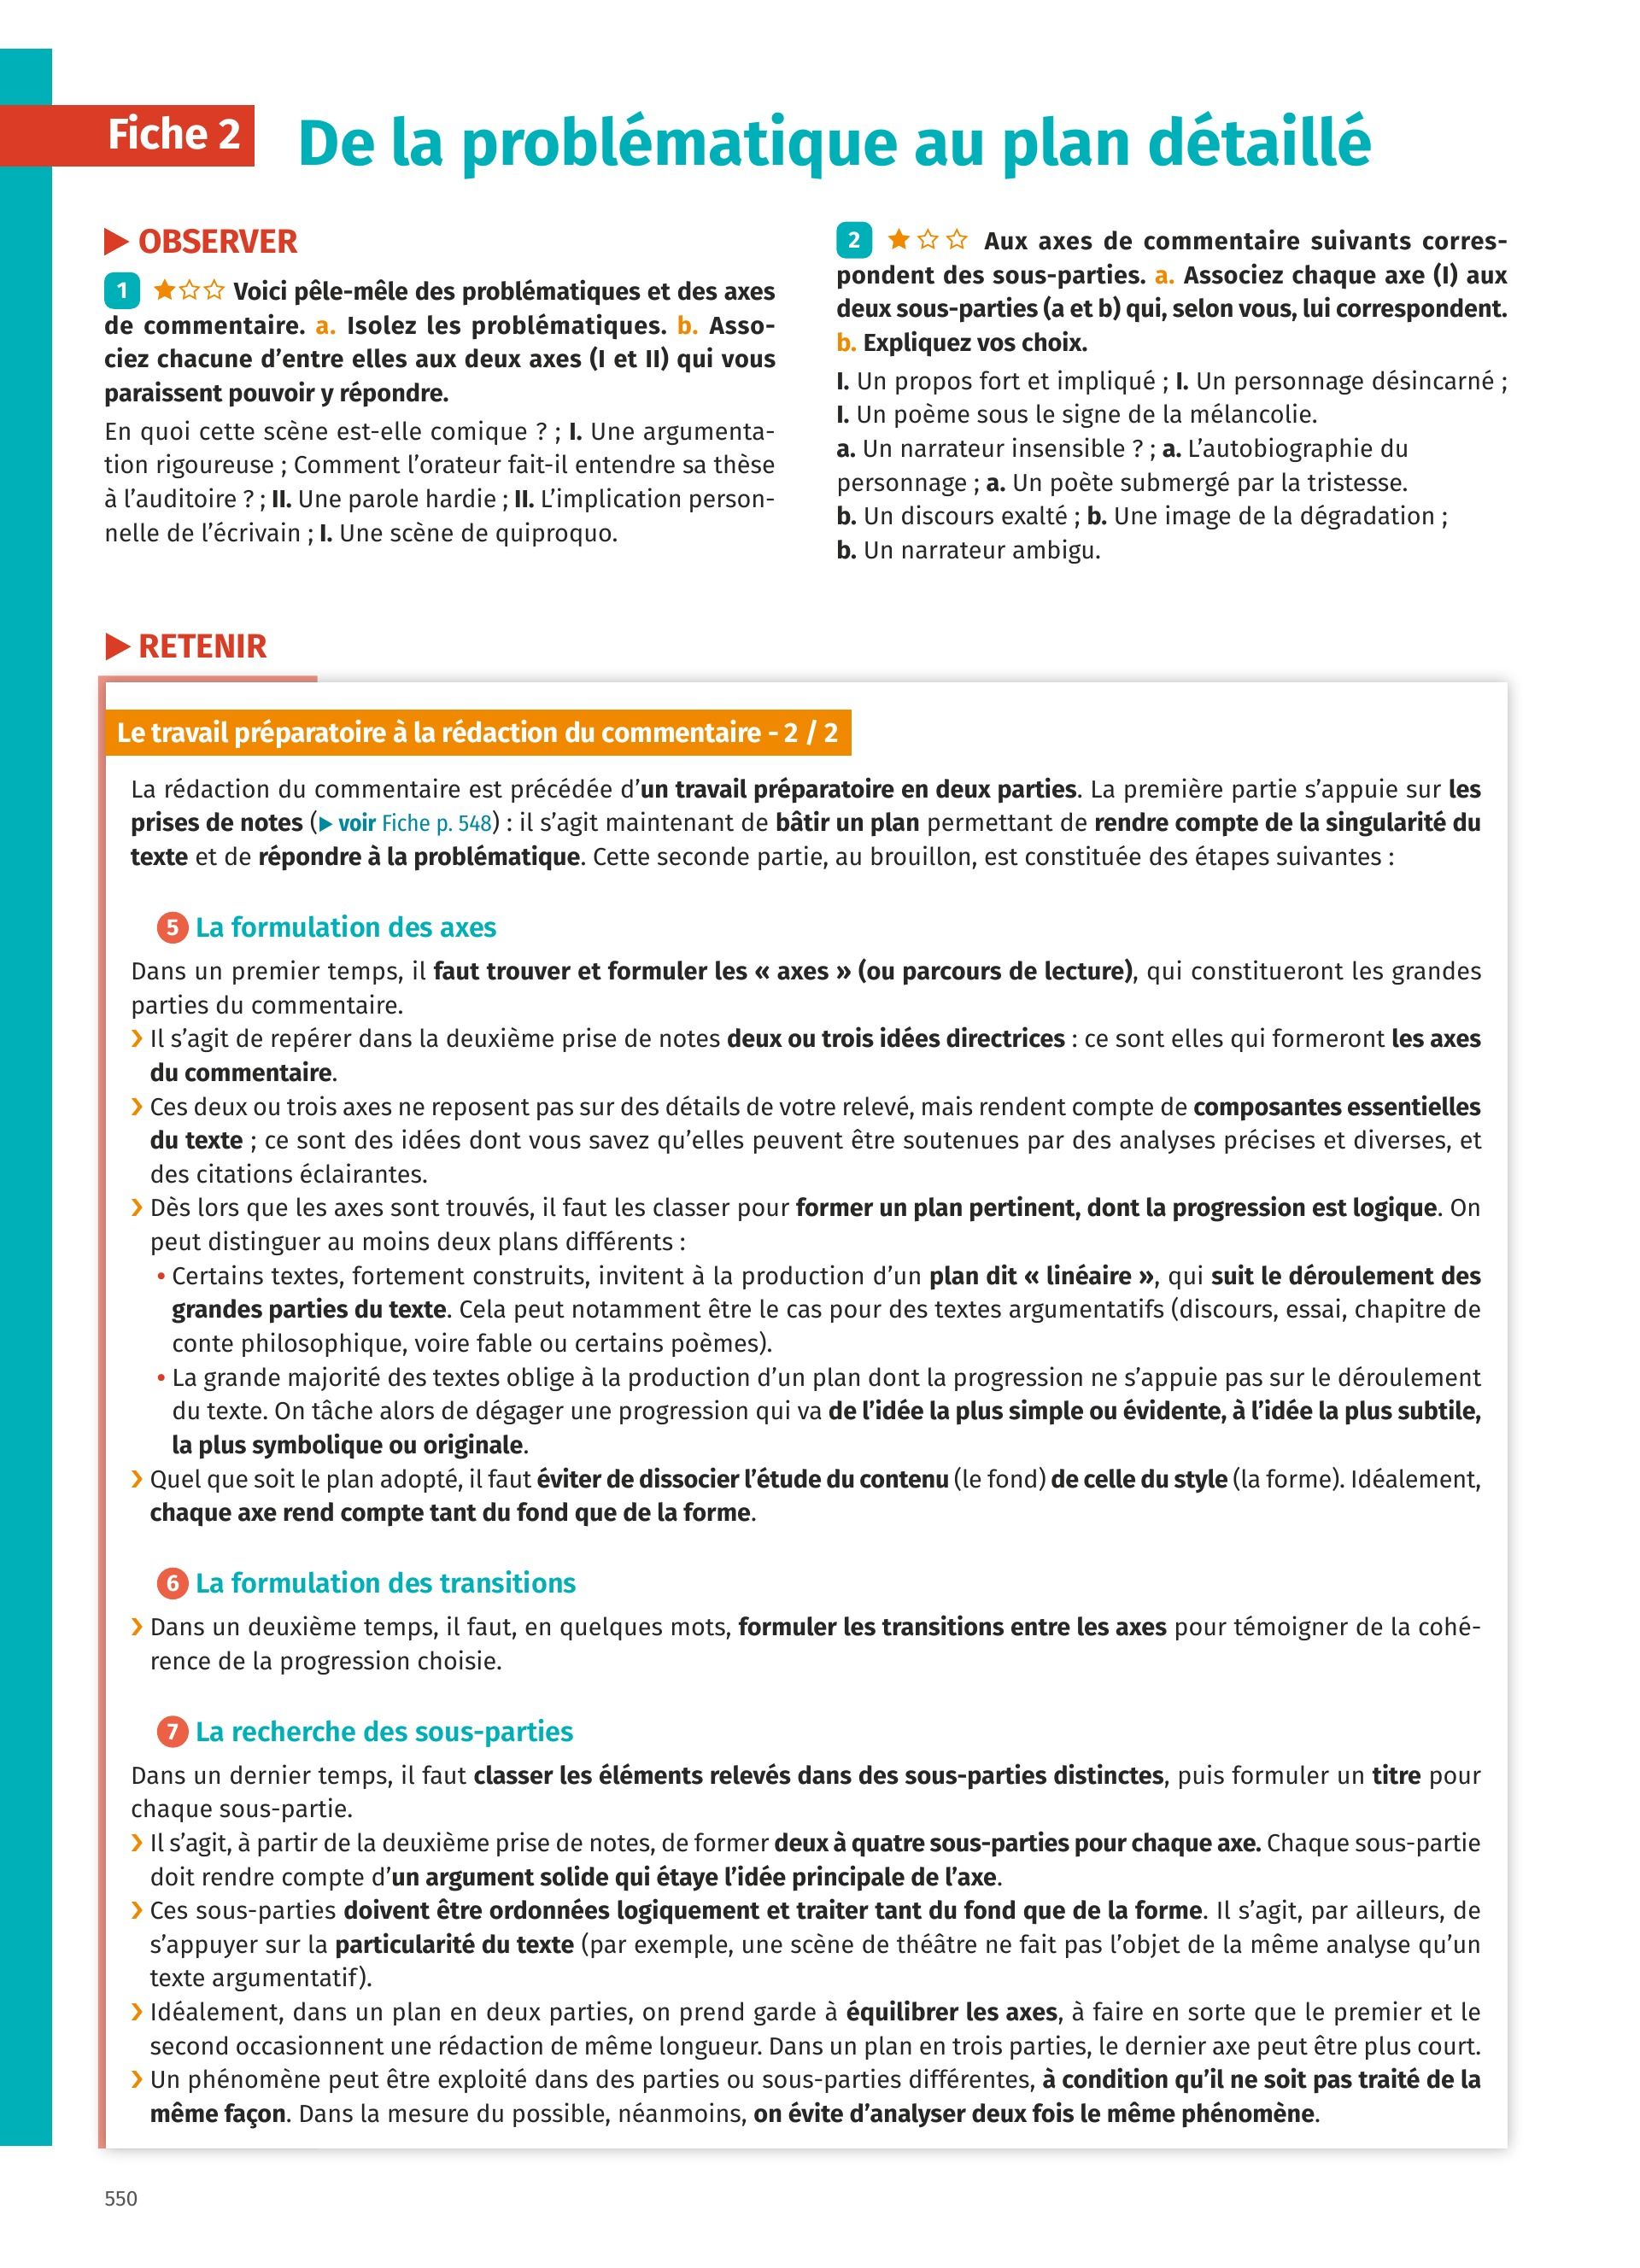 Fiche 2
De la problématique au plan détaillé
▶ OBSERVER
1 ★☆☆ Voici pêle-mêle des problématiques et des axes
de commentaire. a. Isolez les problématiques. b. Asso-
ciez chacune d’entre elles aux deux axes (I et II) qui vous
paraissent pouvoir y répondre.
En quoi cette scène est-elle comique ? ; I. Une argumenta-
tion rigoureuse ; Comment l’orateur fait-il entendre sa thèse
à l’auditoire ? ; II. Une parole hardie ; II. L’implication person-
nelle de l’écrivain ; I. Une scène de quiproquo.
2 ★☆☆ Aux axes de commentaire suivants corres-
pondent des sous-parties. a. Associez chaque axe (I) aux
deux sous-parties (a et b) qui, selon vous, lui correspondent.
b. Expliquez vos choix.
I. Un propos fort et impliqué ; I. Un personnage désincarné ;
I. Un poème sous le signe de la mélancolie.
a. Un narrateur insensible ? ; a. L’autobiographie du
personnage ; a. Un poète submergé par la tristesse.
b. Un discours exalté ; b. Une image de la dégradation ;
b. Un narrateur ambigu.
▶ RETENIR
Le travail préparatoire à la rédaction du commentaire - 2 / 2
La rédaction du commentaire est précédée d’un travail préparatoire en deux parties. La première partie s’appuie sur les
prises de notes (▶ voir Fiche p. 548) : il s’agit maintenant de bâtir un plan permettant de rendre compte de la singularité du
texte et de répondre à la problématique. Cette seconde partie, au brouillon, est constituée des étapes suivantes :
5 La formulation des axes
Dans un premier temps, il faut trouver et formuler les « axes » (ou parcours de lecture), qui constitueront les grandes
parties du commentaire.
› Il s’agit de repérer dans la deuxième prise de notes deux ou trois idées directrices : ce sont elles qui formeront les axes
du commentaire.
› Ces deux ou trois axes ne reposent pas sur des détails de votre relevé, mais rendent compte de composantes essentielles
du texte ; ce sont des idées dont vous savez qu’elles peuvent être soutenues par des analyses précises et diverses, et
des citations éclairantes.
› Dès lors que les axes sont trouvés, il faut les classer pour former un plan pertinent, dont la progression est logique. On
peut distinguer au moins deux plans différents :
• Certains textes, fortement construits, invitent à la production d’un plan dit « linéaire », qui suit le déroulement des
grandes parties du texte. Cela peut notamment être le cas pour des textes argumentatifs (discours, essai, chapitre de
conte philosophique, voire fable ou certains poèmes).
• La grande majorité des textes oblige à la production d’un plan dont la progression ne s’appuie pas sur le déroulement
du texte. On tâche alors de dégager une progression qui va de l’idée la plus simple ou évidente, à l’idée la plus subtile,
la plus symbolique ou originale.
› Quel que soit le plan adopté, il faut éviter de dissocier l’étude du contenu (le fond) de celle du style (la forme). Idéalement,
chaque axe rend compte tant du fond que de la forme.
6 La formulation des transitions
› Dans un deuxième temps, il faut, en quelques mots, formuler les transitions entre les axes pour témoigner de la cohé-
rence de la progression choisie.
7 La recherche des sous-parties
Dans un dernier temps, il faut classer les éléments relevés dans des sous-parties distinctes, puis formuler un titre pour
chaque sous-partie.
› Il s’agit, à partir de la deuxième prise de notes, de former deux à quatre sous-parties pour chaque axe. Chaque sous-partie
doit rendre compte d’un argument solide qui étaye l’idée principale de l’axe.
› Ces sous-parties doivent être ordonnées logiquement et traiter tant du fond que de la forme. Il s’agit, par ailleurs, de
s’appuyer sur la particularité du texte (par exemple, une scène de théâtre ne fait pas l’objet de la même analyse qu’un
texte argumentatif).
› Idéalement, dans un plan en deux parties, on prend garde à équilibrer les axes, à faire en sorte que le premier et le
second occasionnent une rédaction de même longueur. Dans un plan en trois parties, le dernier axe peut être plus court.
› Un phénomène peut être exploité dans des parties ou sous-parties différentes, à condition qu’il ne soit pas traité de la
même façon. Dans la mesure du possible, néanmoins, on évite d’analyser deux fois le même phénomène.
550